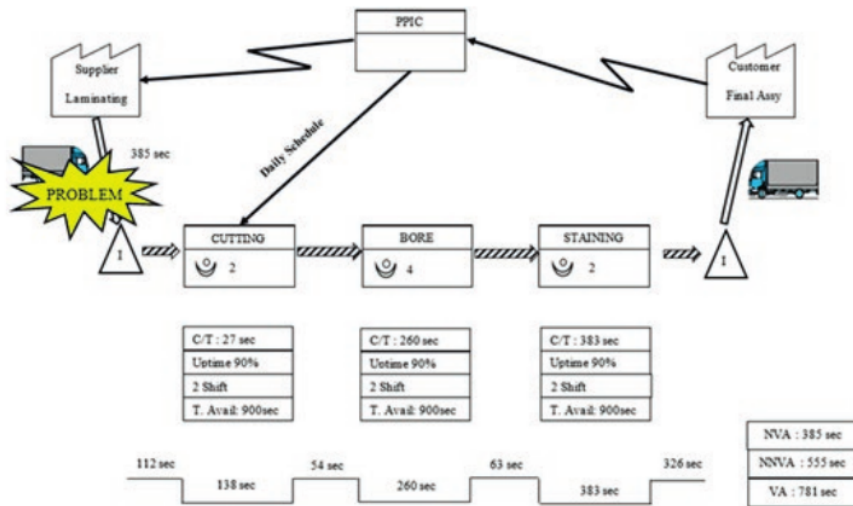 PPIC
Supplier
Laminating
Customer
Final Assy
385 sec
PROBLEM
Daily Schedule
I
CUTTING
2
BORE
4
STAINING
2
I
C/T : 27 sec
Uptime 90%
2 Shift
T. Avail: 900sec
C/T : 260 sec
Uptime 90%
2 Shift
T. Avail: 900sec
C/T : 383 sec
Uptime 90%
2 Shift
T. Avail: 900sec
112 sec
138 sec
54 sec
260 sec
63 sec
383 sec
326 sec
NVA : 385 sec
NNVA : 555 sec
VA : 781 sec